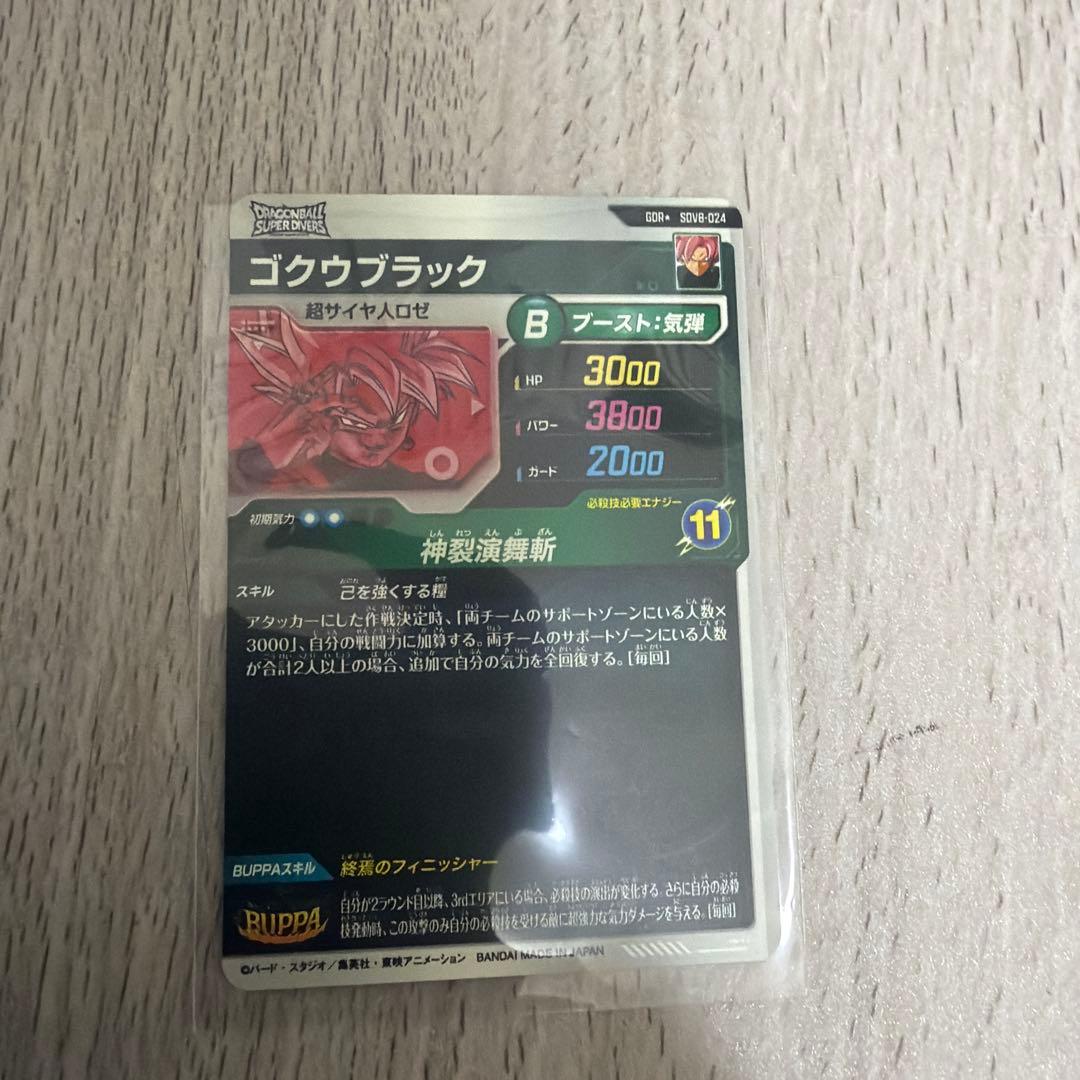 DRAGONBALL
SUPER DIVERS
GDR★ SDV8-024
ゴクウブラック
超サイヤ人ロゼ
B ブースト:気弾
HP 3000
パワー 3800
ガード 2000
必殺技必要エナジー
11
初期気力
しんれつえんぶざん
神裂演舞斬
スキル 己を強くする糧
アタッカーにした作戦決定時、「両チームのサポートゾーンにいる人数×
3000」、自分の戦闘力に加算する。両チームのサポートゾーンにいる人数
が合計2人以上の場合、追加で自分の気力を全回復する。[毎回]
BUPPAスキル 終焉のフィニッシャー
自分が2ラウンド目以降、3rdエリアにいる場合、必殺技の演出が変化する。さらに自分の必殺
技発動時、この攻撃のみ自分の必殺技を受ける敵に超強力な気力ダメージを与える。[毎回]
BUPPA
©バード・スタジオ/集英社・東映アニメーション BANDAI MADE IN JAPAN